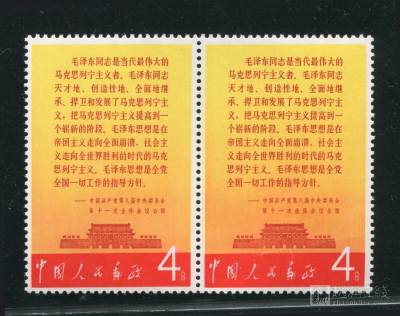 毛泽东同志是当代最伟大的
马克思列宁主义者。毛泽东同志
天才地、创造性地、全面地继
承、捍卫和发展了马克思列宁主
义，把马克思列宁主义提高到一
个崭新的阶段。毛泽东思想是在
帝国主义走向全面崩溃，社会主
义走向全世界胜利的时代的马克
思列宁主义。毛泽东思想是全党
全国一切工作的指导方针。
——中国共产党第八届中央委员会
第十一次全体会议公报
中国人民邮政
4分
毛泽东同志是当代最伟大的
马克思列宁主义者。毛泽东同志
天才地、创造性地、全面地继
承、捍卫和发展了马克思列宁主
义，把马克思列宁主义提高到一
个崭新的阶段。毛泽东思想是在
帝国主义走向全面崩溃，社会主
义走向全世界胜利的时代的马克
思列宁主义。毛泽东思想是全党
全国一切工作的指导方针。
——中国共产党第八届中央委员会
第十一次全体会议公报
中国人民邮政
4分